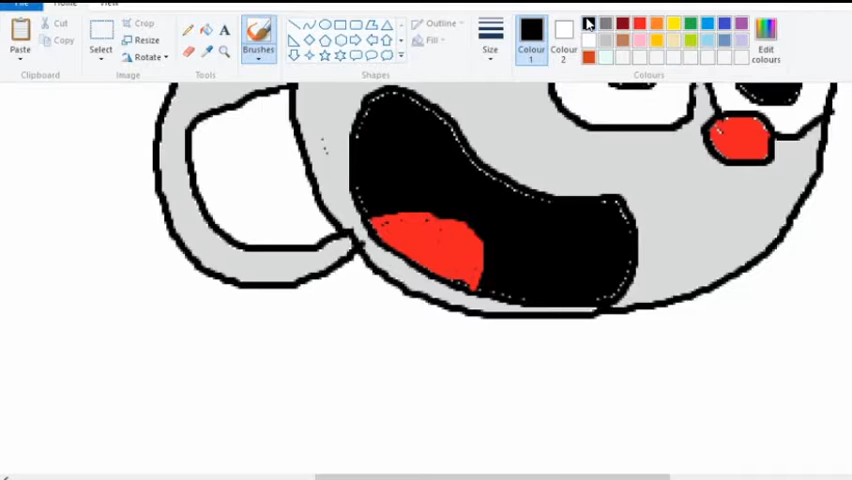 File
Home
View
Paste
Cut
Copy
Clipboard
Select
Crop
Resize
Rotate
Image
A
Tools
Brushes
Outline
Fill
Shapes
Size
Colour
1
Colour
2
Edit
colours
Colours